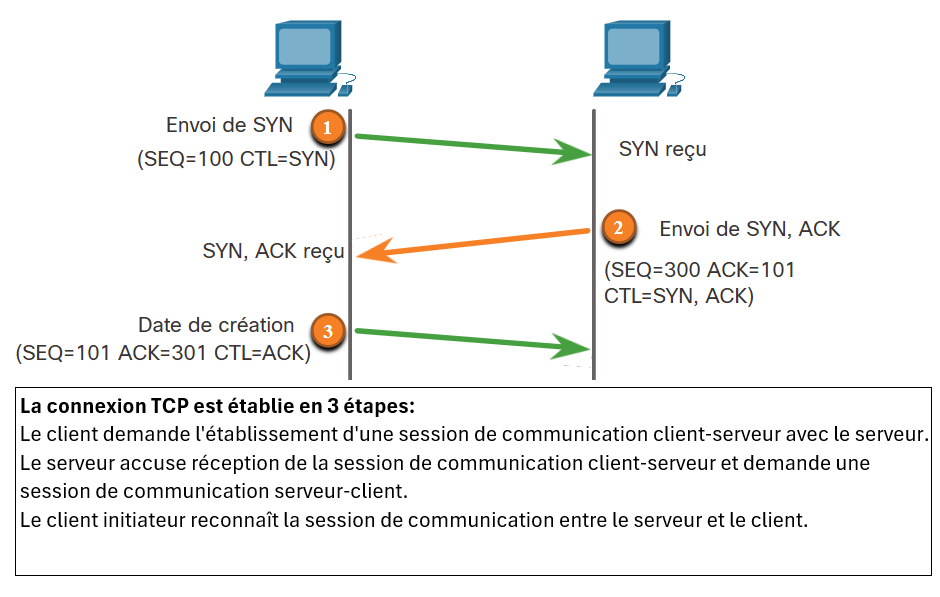 Envoi de SYN
1
(SEQ=100 CTL=SYN)
SYN reçu
2
Envoi de SYN, ACK
(SEQ=300 ACK=101
CTL=SYN, ACK)
SYN, ACK reçu
Date de création
3
(SEQ=101 ACK=301 CTL=ACK)
La connexion TCP est établie en 3 étapes:
Le client demande l'établissement d'une session de communication client-serveur avec le serveur.
Le serveur accuse réception de la session de communication client-serveur et demande une
session de communication serveur-client.
Le client initiateur reconnaît la session de communication entre le serveur et le client.